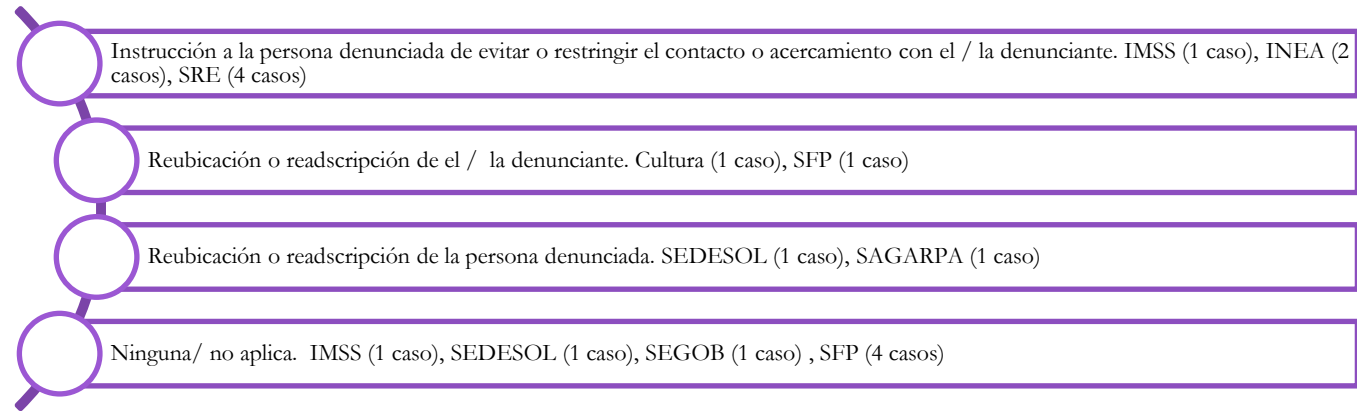 Instrucción a la persona denunciada de evitar o restringir el contacto o acercamiento con el / la denunciante. IMSS (1 caso), INEA (2
casos), SRE (4 casos)
Reubicación o readscripción de el /  la denunciante. Cultura (1 caso), SFP (1 caso)
Reubicación o readscripción de la persona denunciada. SEDESOL (1 caso), SAGARPA (1 caso)
Ninguna/ no aplica.  IMSS (1 caso), SEDESOL (1 caso), SEGOB (1 caso) , SFP (4 casos)